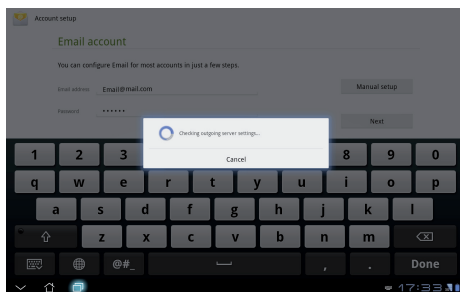 Account setup
Email account
You can configure Email for most accounts in just a few steps.
Email address Email@mail.com
Manual setup
Password ••••••
Next
Checking outgoing server settings...
Cancel
1 2 3 8 9 0
q w e r t y u i o p
a s d f g h j k l
z x c v b n m
@#_ , . Done
17:33